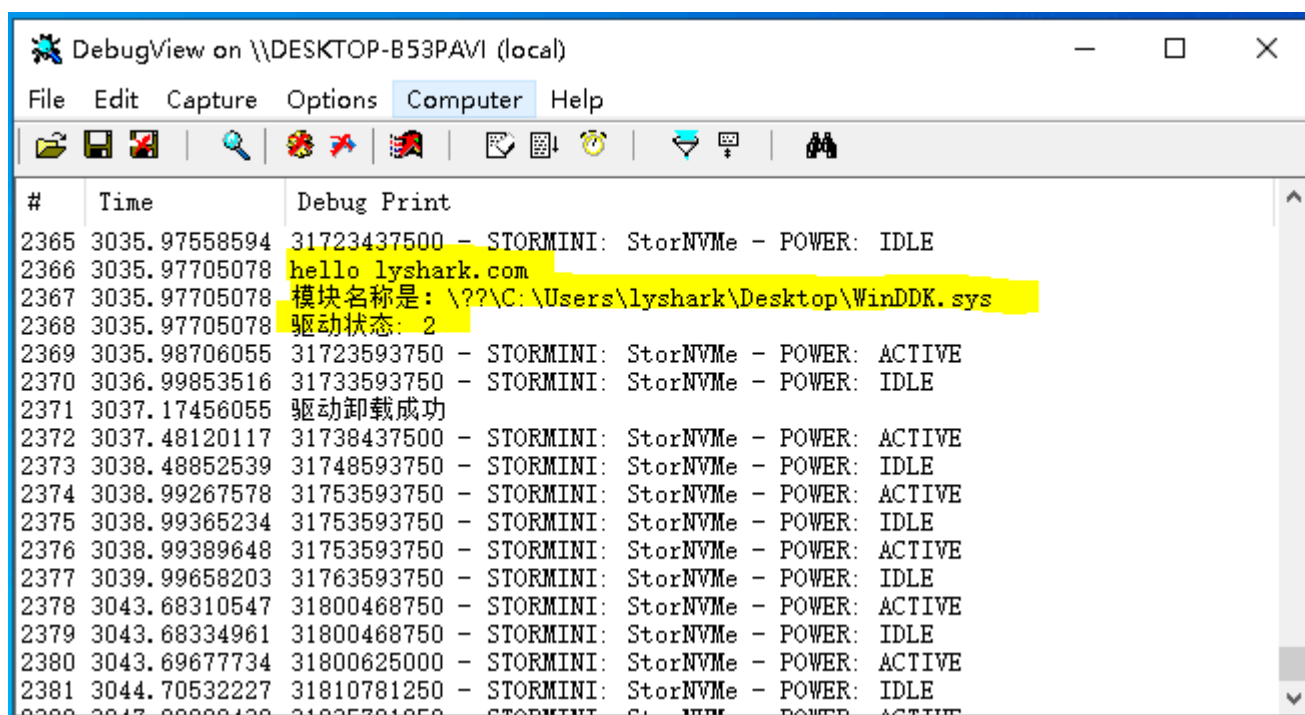 DebugView on \\DESKTOP-B53PAVI (local)
File Edit Capture Options Computer Help
# Time Debug Print
2365 3035.97558594 31723437500 - STORMINI: StorNVMe - POWER: IDLE
2366 3035.97705078 hello lyshark.com
2367 3035.97705078 模块名称是: \??\C:\Users\lyshark\Desktop\WinDDK.sys
2368 3035.97705078 驱动状态: 2
2369 3035.98706055 31723593750 - STORMINI: StorNVMe - POWER: ACTIVE
2370 3036.99853516 31733593750 - STORMINI: StorNVMe - POWER: IDLE
2371 3037.17456055 驱动卸载成功
2372 3037.48120117 31738437500 - STORMINI: StorNVMe - POWER: ACTIVE
2373 3038.48852539 31748593750 - STORMINI: StorNVMe - POWER: IDLE
2374 3038.99267578 31753593750 - STORMINI: StorNVMe - POWER: ACTIVE
2375 3038.99365234 31753593750 - STORMINI: StorNVMe - POWER: IDLE
2376 3038.99389648 31753593750 - STORMINI: StorNVMe - POWER: ACTIVE
2377 3039.99658203 31763593750 - STORMINI: StorNVMe - POWER: IDLE
2378 3043.68310547 31800468750 - STORMINI: StorNVMe - POWER: ACTIVE
2379 3043.68334961 31800468750 - STORMINI: StorNVMe - POWER: IDLE
2380 3043.69677734 31800625000 - STORMINI: StorNVMe - POWER: ACTIVE
2381 3044.70532227 31810781250 - STORMINI: StorNVMe - POWER: IDLE